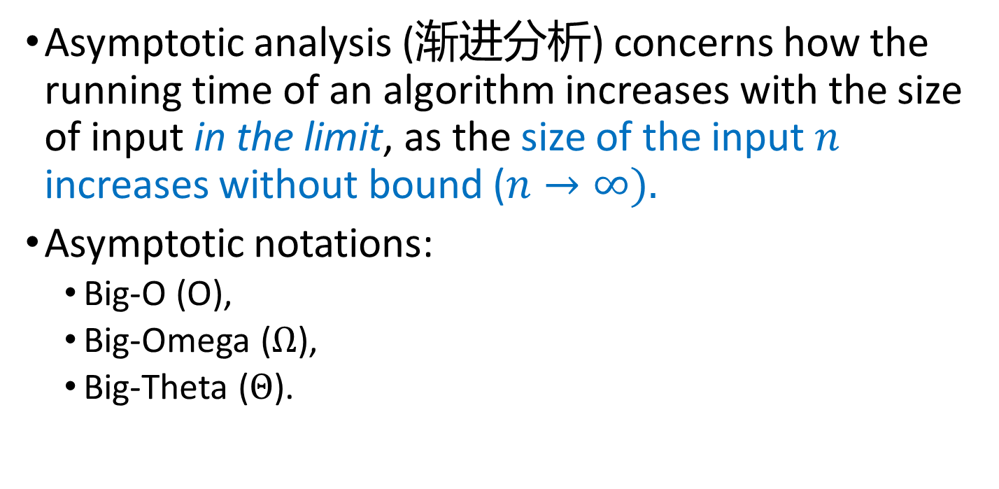 •Asymptotic analysis (渐进分析) concerns how the
running time of an algorithm increases with the size
of input in the limit, as the size of the input n
increases without bound (n → ∞).
•Asymptotic notations:
• Big-O (O),
• Big-Omega (Ω),
• Big-Theta (Θ).